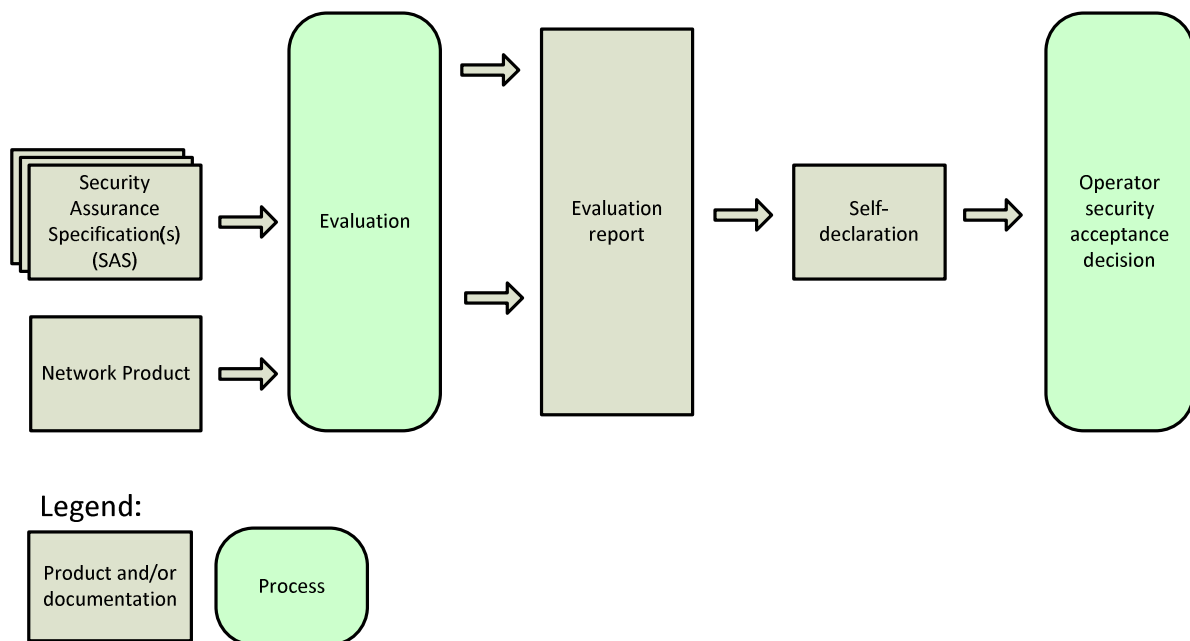 Security
Assurance
Specification(s)
(SAS)
Network Product
Evaluation
Evaluation
report
Self-
declaration
Operator
security
acceptance
decision
Legend:
Product and/or
documentation
Process